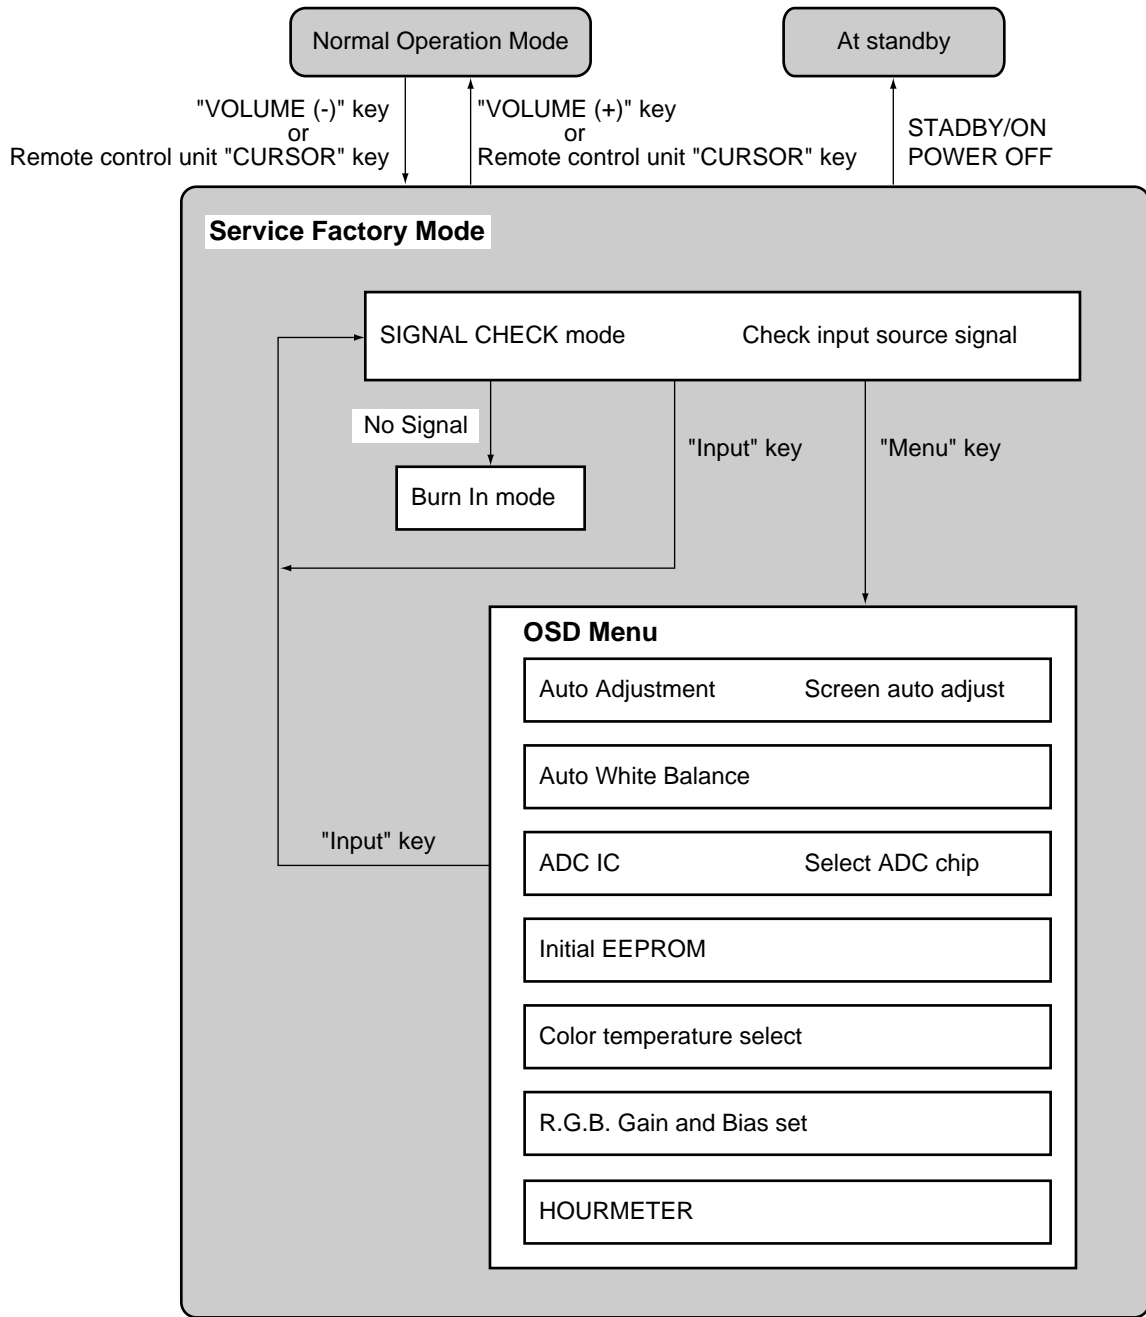 Normal Operation Mode
At standby
"VOLUME (-)" key
or
Remote control unit "CURSOR" key
"VOLUME (+)" key
or
Remote control unit "CURSOR" key
STADBY/ON
POWER OFF
Service Factory Mode
SIGNAL CHECK mode Check input source signal
No Signal
"Input" key
"Menu" key
Burn In mode
OSD Menu
Auto Adjustment Screen auto adjust
Auto White Balance
"Input" key
ADC IC Select ADC chip
Initial EEPROM
Color temperature select
R.G.B. Gain and Bias set
HOURMETER